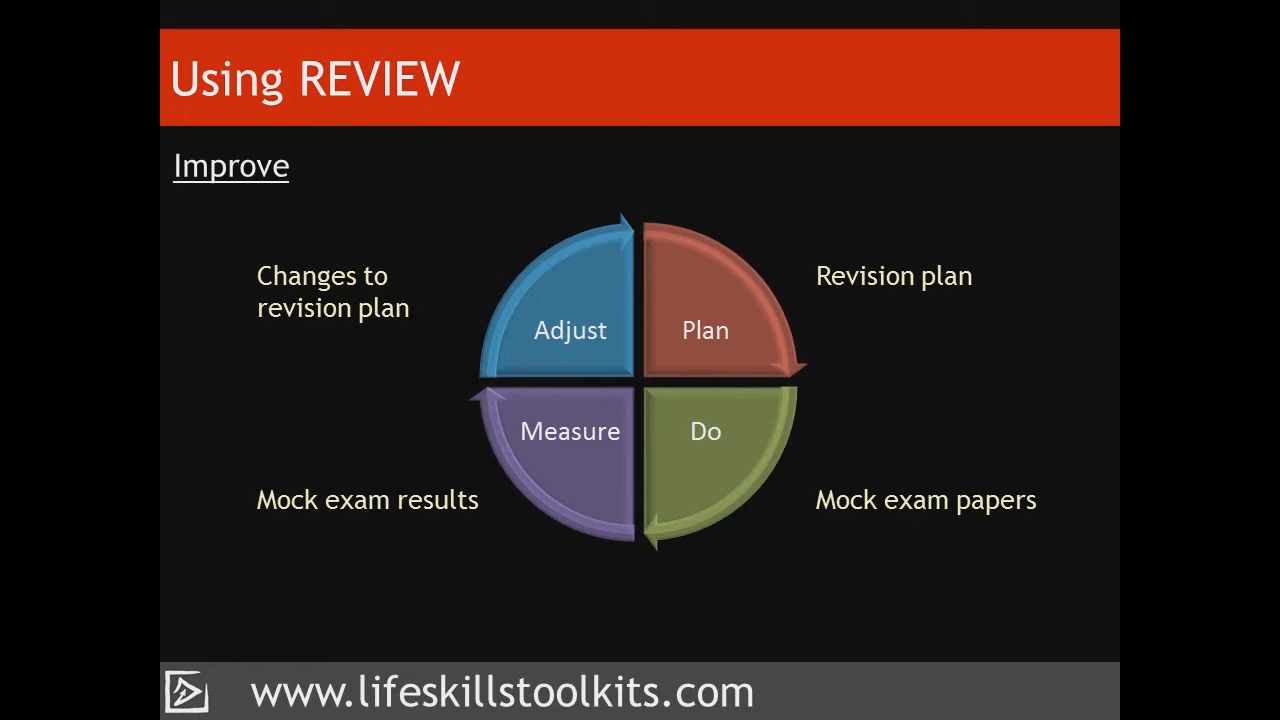 Using REVIEW
Improve
Changes to
revision plan
Revision plan
Adjust
Plan
Measure
Do
Mock exam results
Mock exam papers
www.lifeskillstoolkits.com